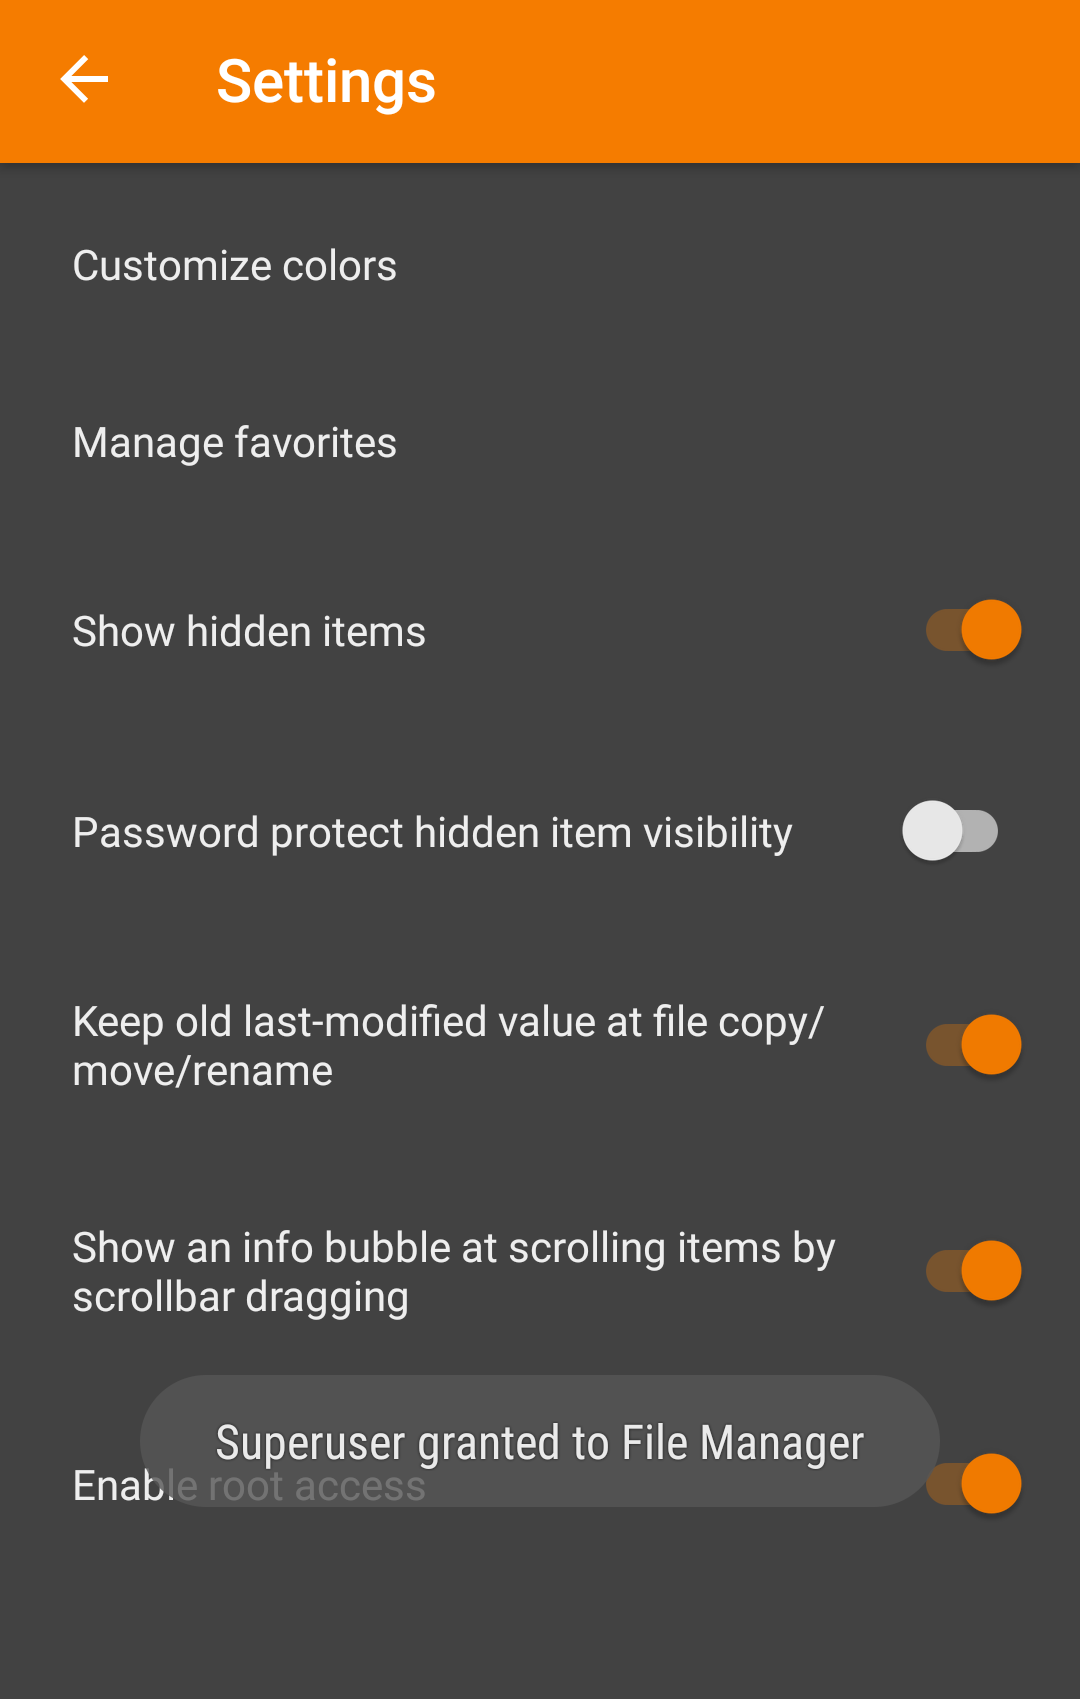 Settings
Customize colors
Manage favorites
Show hidden items
Password protect hidden item visibility
Keep old last-modified value at file copy/
move/rename
Show an info bubble at scrolling items by
scrollbar dragging
Superuser granted to File Manager
Enable root access